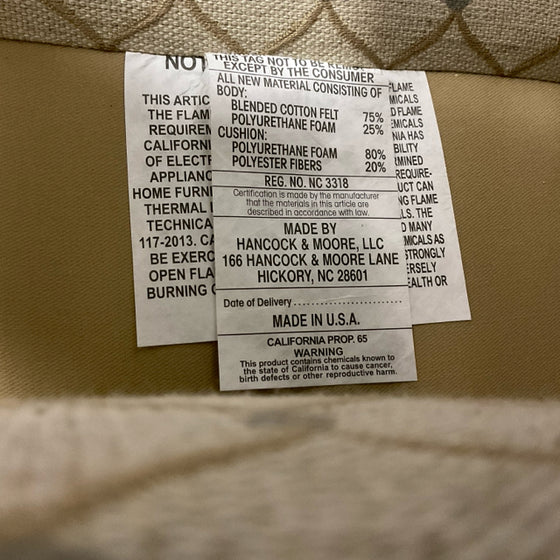 THIS TAG NOT TO BE
EXCEPT BY THE CONSUMER
ALL NEW MATERIAL CONSISTING OF
BODY:
BLENDED COTTON FELT 75%
POLYURETHANE FOAM 25%
CUSHION:
POLYURETHANE FOAM 80%
POLYESTER FIBERS 20%
REG. NO. NC 3318
Certification is made by the manufacturer
that the materials in this article are
described in accordance with law.
MADE BY
HANCOCK & MOORE, LLC
166 HANCOCK & MOORE LANE
HICKORY, NC 28601
Date of Delivery ........................
MADE IN U.S.A.
CALIFORNIA PROP. 65
WARNING
This product contains chemicals known to
the state of California to cause cancer,
birth defects or other reproductive harm.
THIS ARTIC
THE FLAM
REQUIREM
CALIFORNI
OF ELECT
APPLIANC
HOME FURNI
THERMAL
TECHNICA
117-2013. CA
BE EXERC
OPEN FLA
BURNING
FLAME
MICALS
D FLAME
EMICALS
NIA HAS
BILITY
RMINED
REQUIRE-
UCT CAN
NG FLAME
LS. THE
D MANY
MICALS AS
STRONGLY
ERSELY
EALTH OR